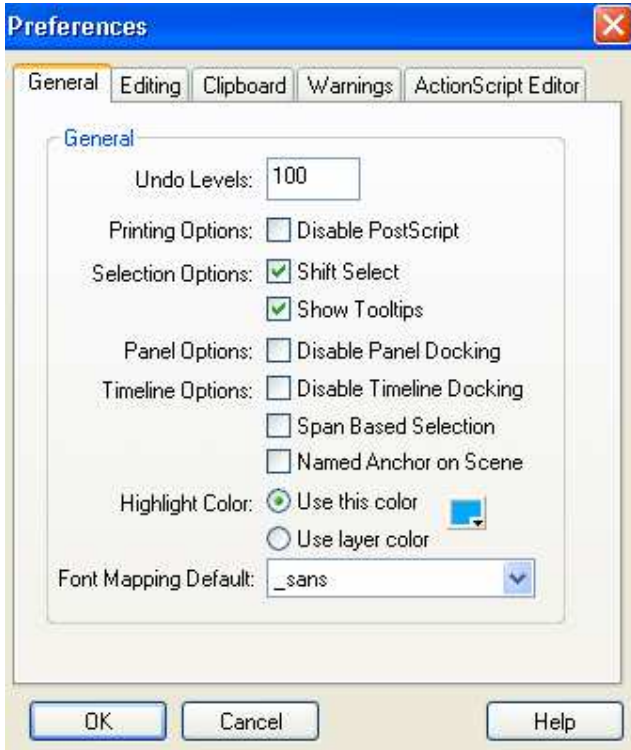 Preferences
General Editing Clipboard Warnings ActionScript Editor
General
Undo Levels: 100
Printing Options: Disable PostScript
Selection Options: Shift Select
Show Tooltips
Panel Options: Disable Panel Docking
Timeline Options: Disable Timeline Docking
Span Based Selection
Named Anchor on Scene
Highlight Color: Use this color
Use layer color
Font Mapping Default: _sans
OK Cancel Help